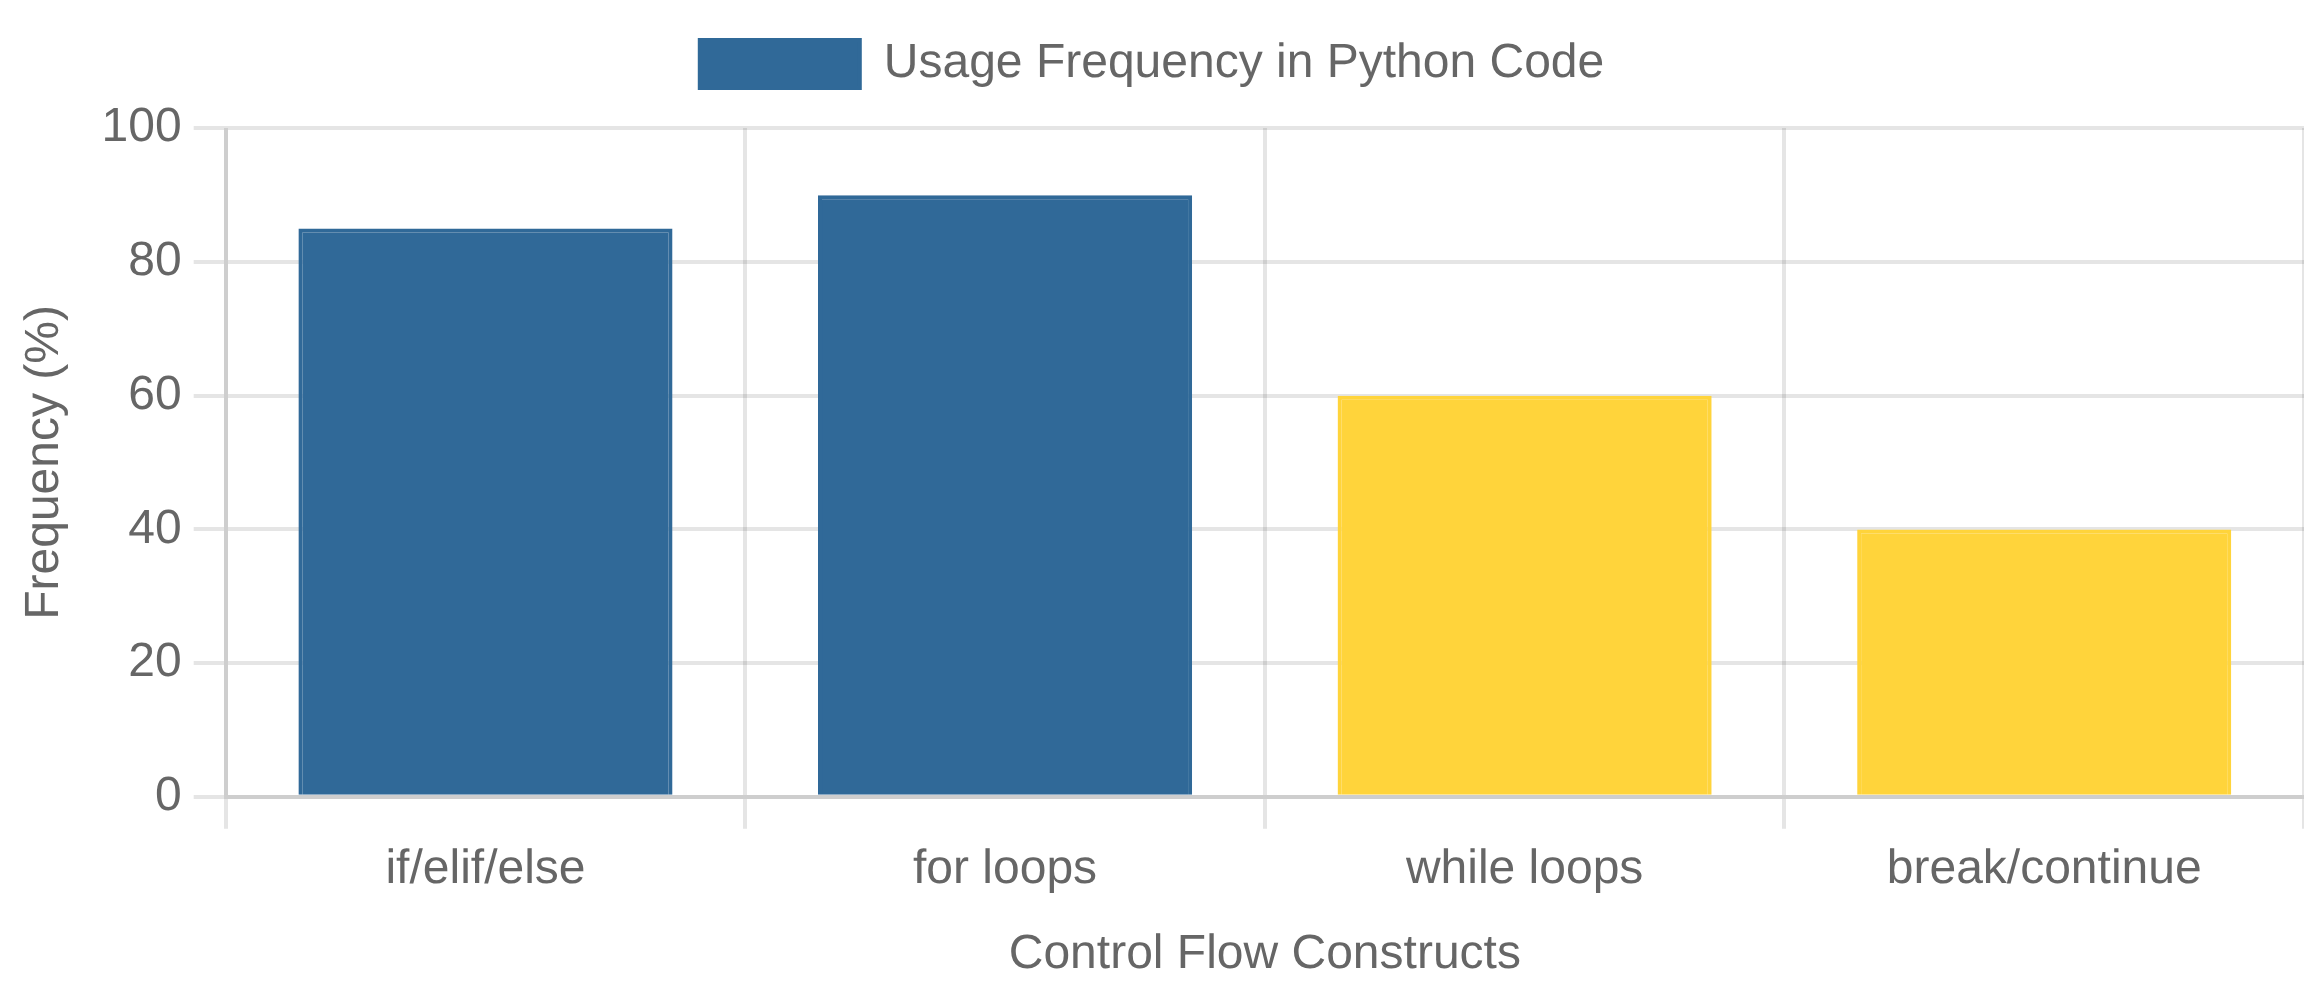 Usage Frequency in Python Code
100
80
60
40
20
0
Frequency (%)
if/elif/else
for loops
while loops
break/continue
Control Flow Constructs